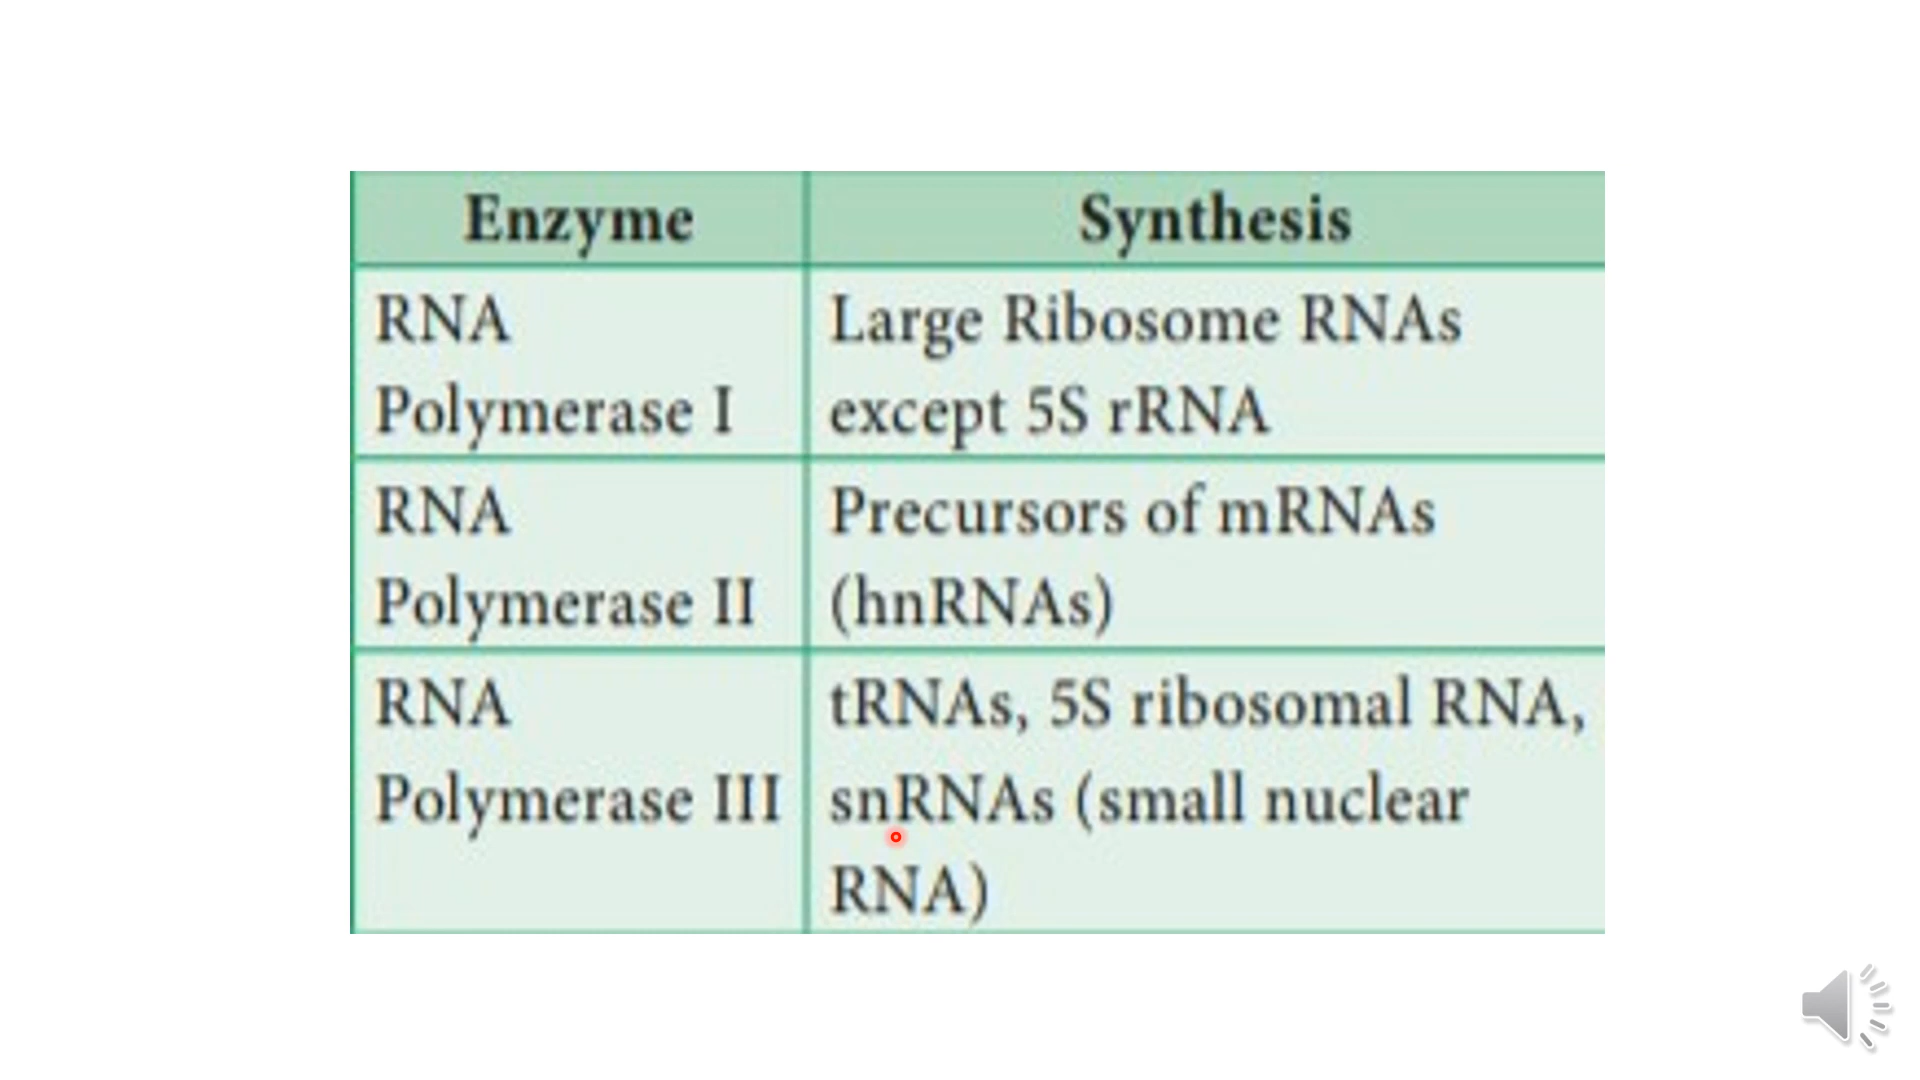 Enzyme
Synthesis
RNA
Polymerase I
Large Ribosome RNAs
except 5S rRNA
RNA
Polymerase II
Precursors of mRNAs
(hnRNAs)
RNA
Polymerase III
tRNAs, 5S ribosomal RNA,
snRNAs (small nuclear
RNA)